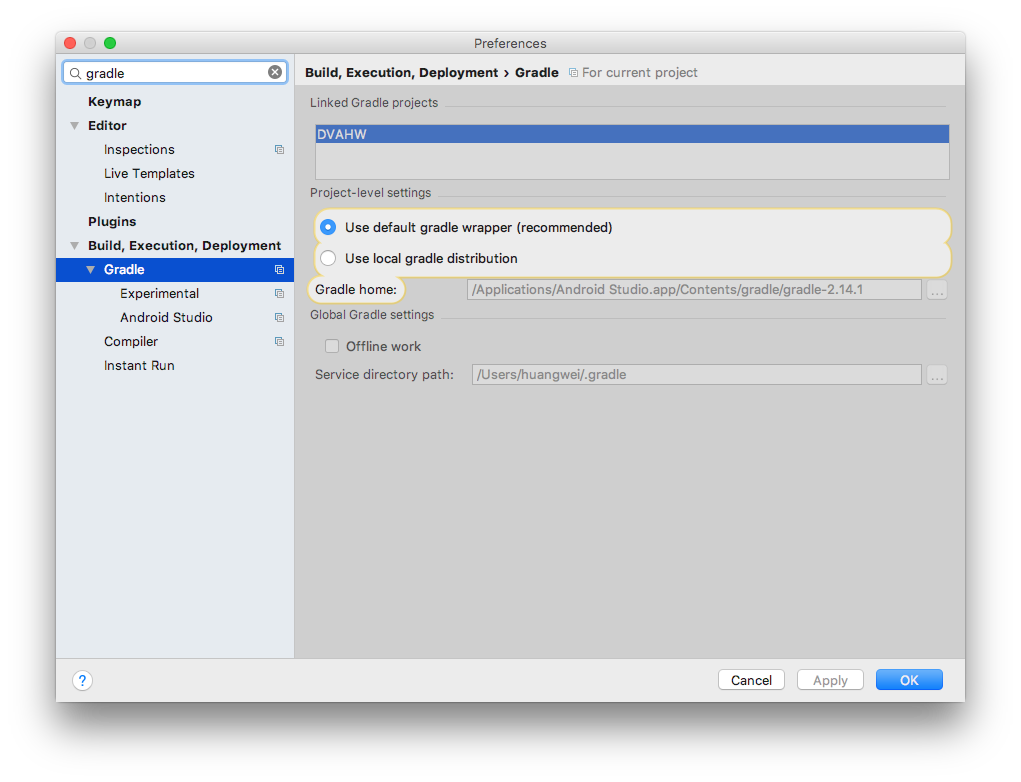 Preferences
gradle
Keymap
Editor
Inspections
Live Templates
Intentions
Plugins
Build, Execution, Deployment
Gradle
Experimental
Android Studio
Compiler
Instant Run
Build, Execution, Deployment › Gradle For current project
Linked Gradle projects
DVAHW
Project-level settings
Use default gradle wrapper (recommended)
Use local gradle distribution
Gradle home: /Applications/Android Studio.app/Contents/gradle/gradle-2.14.1 ...
Global Gradle settings
Offline work
Service directory path: /Users/huangwei/.gradle ...
? Cancel Apply OK